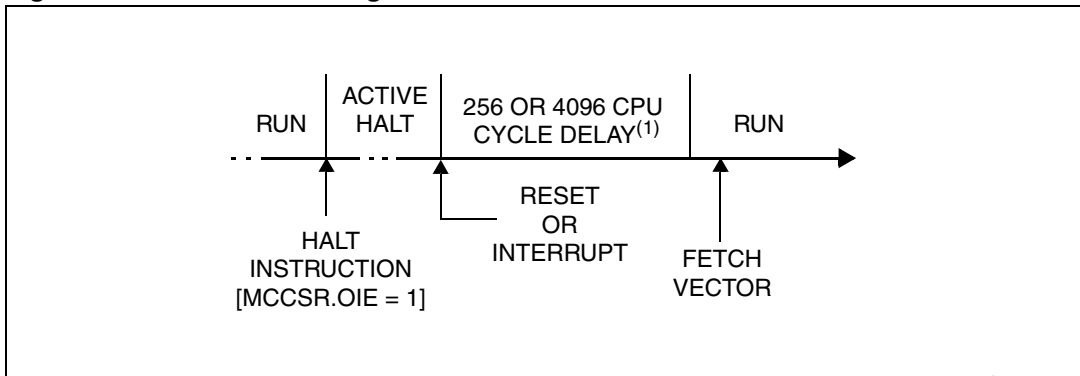 RUN
ACTIVE
HALT
256 OR 4096 CPU
CYCLE DELAY(1)
RUN
HALT
INSTRUCTION
[MCCSR.OIE = 1]
RESET
OR
INTERRUPT
FETCH
VECTOR